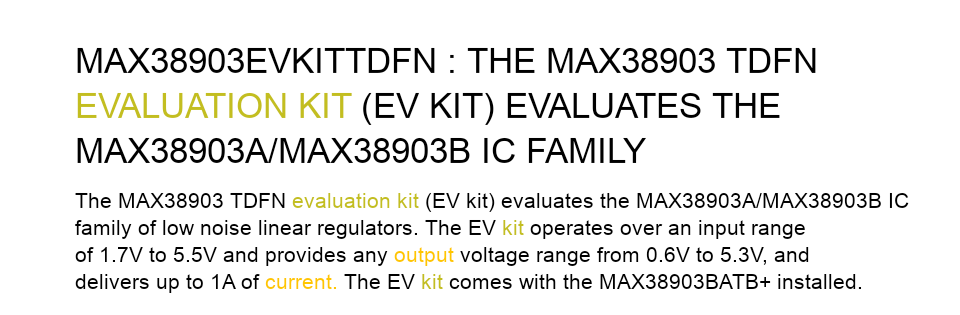 MAX38903EVKITTDFN : THE MAX38903 TDFN
EVALUATION KIT (EV KIT) EVALUATES THE
MAX38903A/MAX38903B IC FAMILY
The MAX38903 TDFN evaluation kit (EV kit) evaluates the MAX38903A/MAX38903B IC
family of low noise linear regulators. The EV kit operates over an input range
of 1.7V to 5.5V and provides any output voltage range from 0.6V to 5.3V, and
delivers up to 1A of current. The EV kit comes with the MAX38903BATB+ installed.